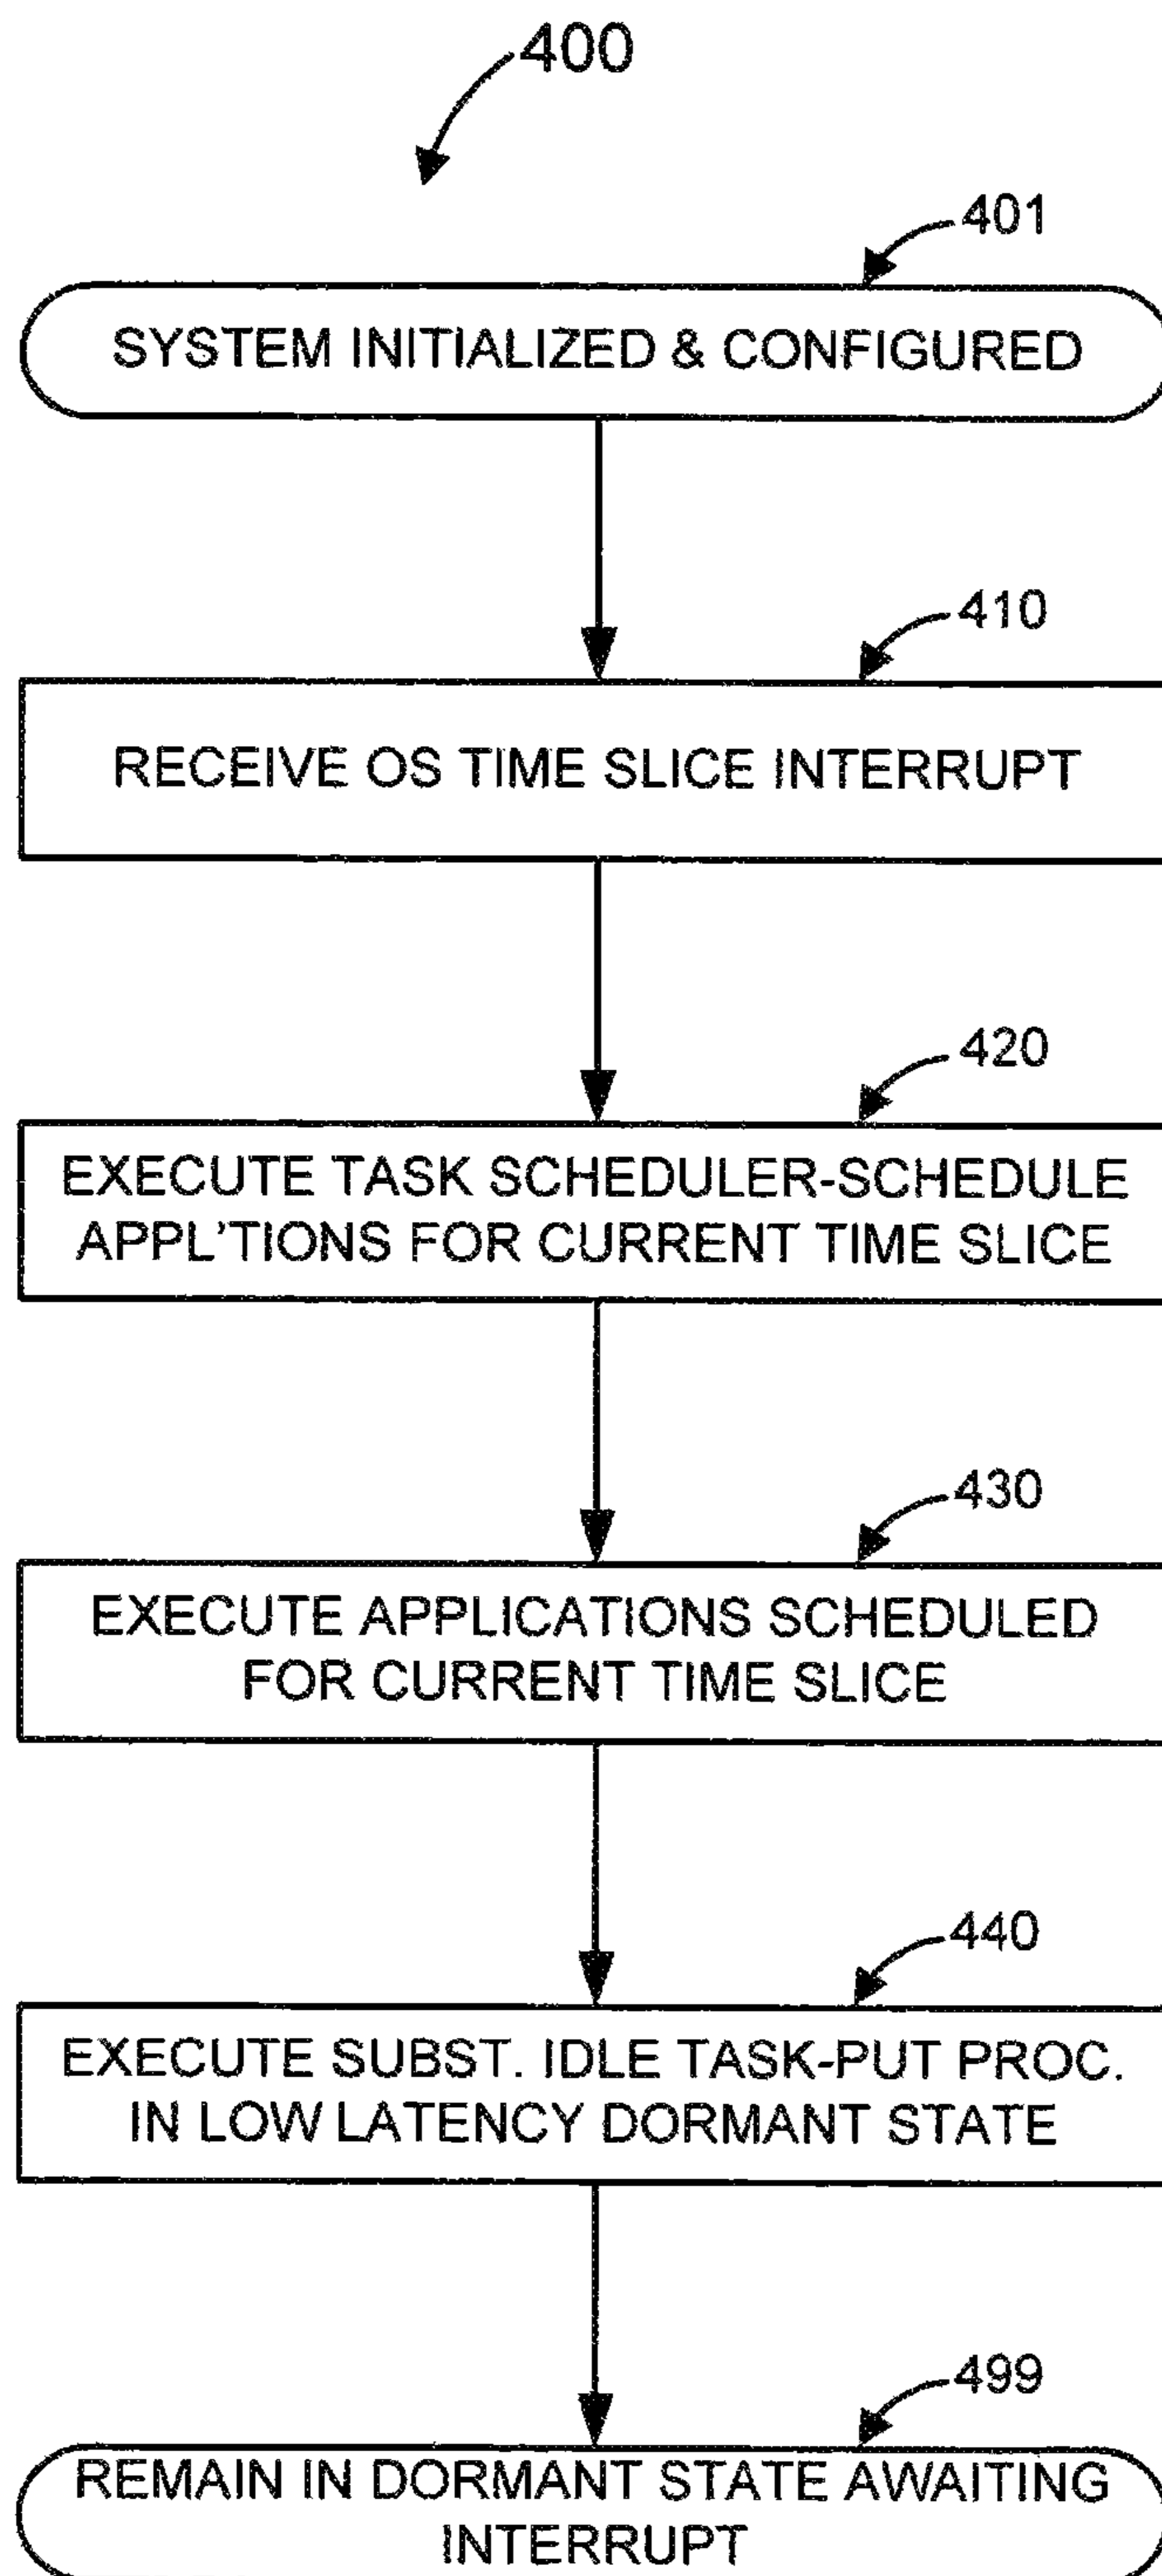 400
401
SYSTEM INITIALIZED & CONFIGURED
410
RECEIVE OS TIME SLICE INTERRUPT
420
EXECUTE TASK SCHEDULER-SCHEDULE
APPL'TIONS FOR CURRENT TIME SLICE
430
EXECUTE APPLICATIONS SCHEDULED
FOR CURRENT TIME SLICE
440
EXECUTE SUBST. IDLE TASK-PUT PROC.
IN LOW LATENCY DORMANT STATE
499
REMAIN IN DORMANT STATE AWAITING
INTERRUPT